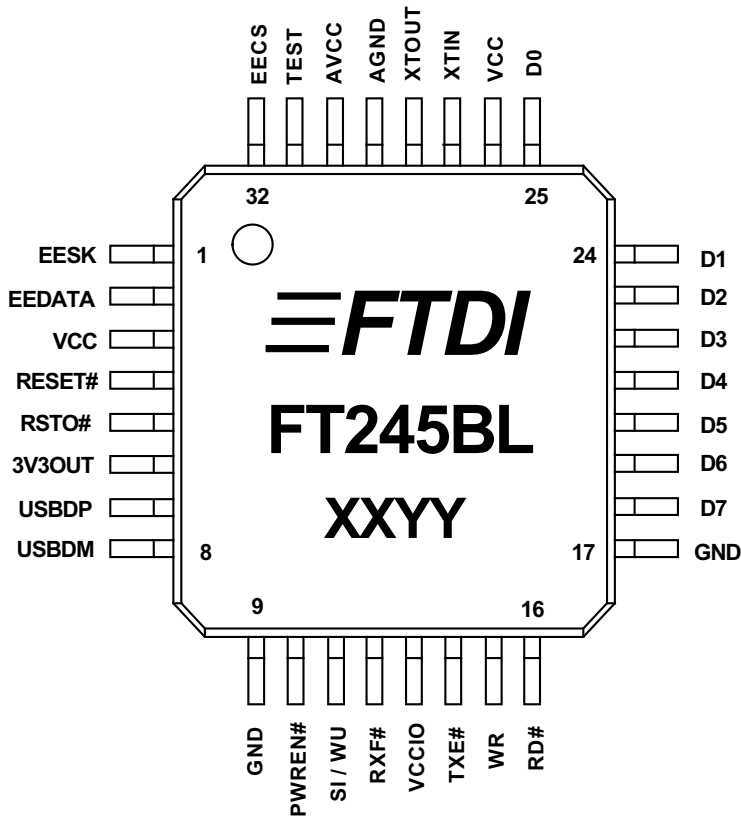 EECS
TEST
AVCC
AGND
XTOUT
XTIN
VCC
D0
32
25
EESK
1
24
D1
EEDATA
D2
VCC
D3
RESET#
D4
RSTO#
D5
3V3OUT
D6
USBDP
D7
USBDM
8
17
GND
FTDI
FT245BL
XXYY
9
16
GND
PWREN#
SI / WU
RXF#
VCCIO
TXE#
WR
RD#